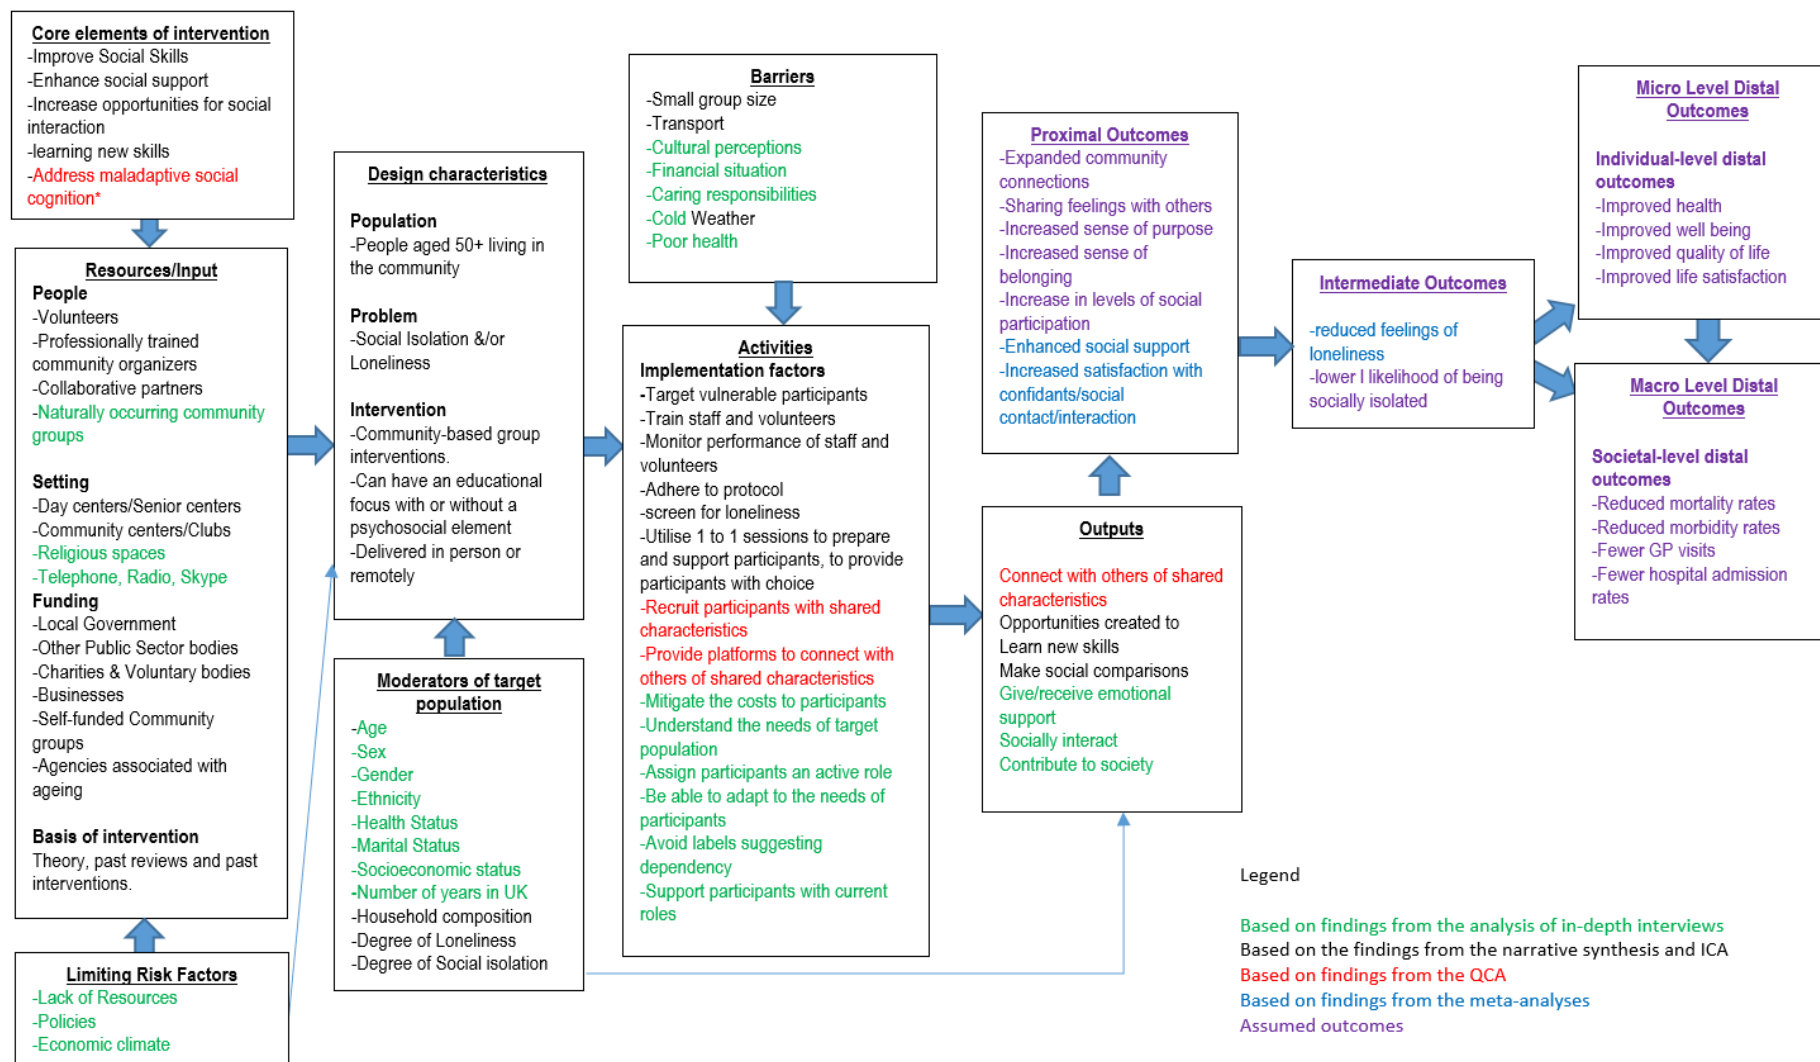 Core elements of intervention
-Improve Social Skills
-Enhance social support
-Increase opportunities for social
interaction
-learning new skills
-Address maladaptive social
cognition*
Resources/Input
People
-Volunteers
-Professionally trained
community organizers
-Collaborative partners
-Naturally occurring community
groups
Setting
-Day centers/Senior centers
-Community centers/Clubs
-Religious spaces
-Telephone, Radio, Skype
Funding
-Local Government
-Other Public Sector bodies
-Charities & Voluntary bodies
-Businesses
-Self-funded Community
groups
-Agencies associated with
ageing
Basis of intervention
Theory, past reviews and past
interventions.
Limiting Risk Factors
-Lack of Resources
-Policies
-Economic climate
Design characteristics
Population
-People aged 50+ living in
the community
Problem
-Social Isolation &/or
Loneliness
Intervention
-Community-based group
interventions.
-Can have an educational
focus with or without a
psychosocial element
-Delivered in person or
remotely
Moderators of target
population
-Age
-Sex
-Gender
-Ethnicity
-Health Status
-Marital Status
-Socioeconomic status
-Number of years in UK
-Household composition
-Degree of Loneliness
-Degree of Social isolation
Barriers
-Small group size
-Transport
-Cultural perceptions
-Financial situation
-Caring responsibilities
-Cold Weather
-Poor health
Activities
Implementation factors
-Target vulnerable participants
-Train staff and volunteers
-Monitor performance of staff and
volunteers
-Adhere to protocol
-screen for loneliness
-Utilise 1 to 1 sessions to prepare
and support participants, to provide
participants with choice
-Recruit participants with shared
characteristics
-Provide platforms to connect with
others of shared characteristics
-Mitigate the costs to participants
-Understand the needs of target
population
-Assign participants an active role
-Be able to adapt to the needs of
participants
-Avoid labels suggesting
dependency
-Support participants with current
roles
Proximal Outcomes
-Expanded community
connections
-Sharing feelings with others
-Increased sense of purpose
-Increased sense of
belonging
-Increase in levels of social
participation
-Enhanced social support
-Increased satisfaction with
confidants/social
contact/interaction
Outputs
Connect with others of shared
characteristics
Opportunities created to
Learn new skills
Make social comparisons
Give/receive emotional
support
Socially interact
Contribute to society
Intermediate Outcomes
-reduced feelings of
loneliness
-lower l likelihood of being
socially isolated
Micro Level Distal
Outcomes
Individual-level distal
outcomes
-Improved health
-Improved well being
-Improved quality of life
-Improved life satisfaction
Macro Level Distal
Outcomes
Societal-level distal
outcomes
-Reduced mortality rates
-Reduced morbidity rates
-Fewer GP visits
-Fewer hospital admission
rates
Legend
Based on findings from the analysis of in-depth interviews
Based on the findings from the narrative synthesis and ICA
Based on findings from the QCA
Based on findings from the meta-analyses
Assumed outcomes